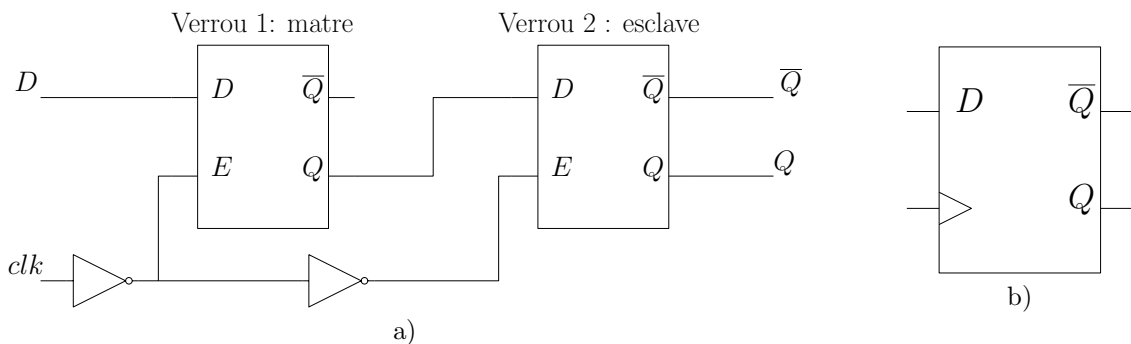 Verrou 1: matre
Verrou 2 : esclave
D
D
Q̅
D
Q̅
Q̅
D
Q̅
E
Q
E
Q
Q
Q
clk
a)
b)